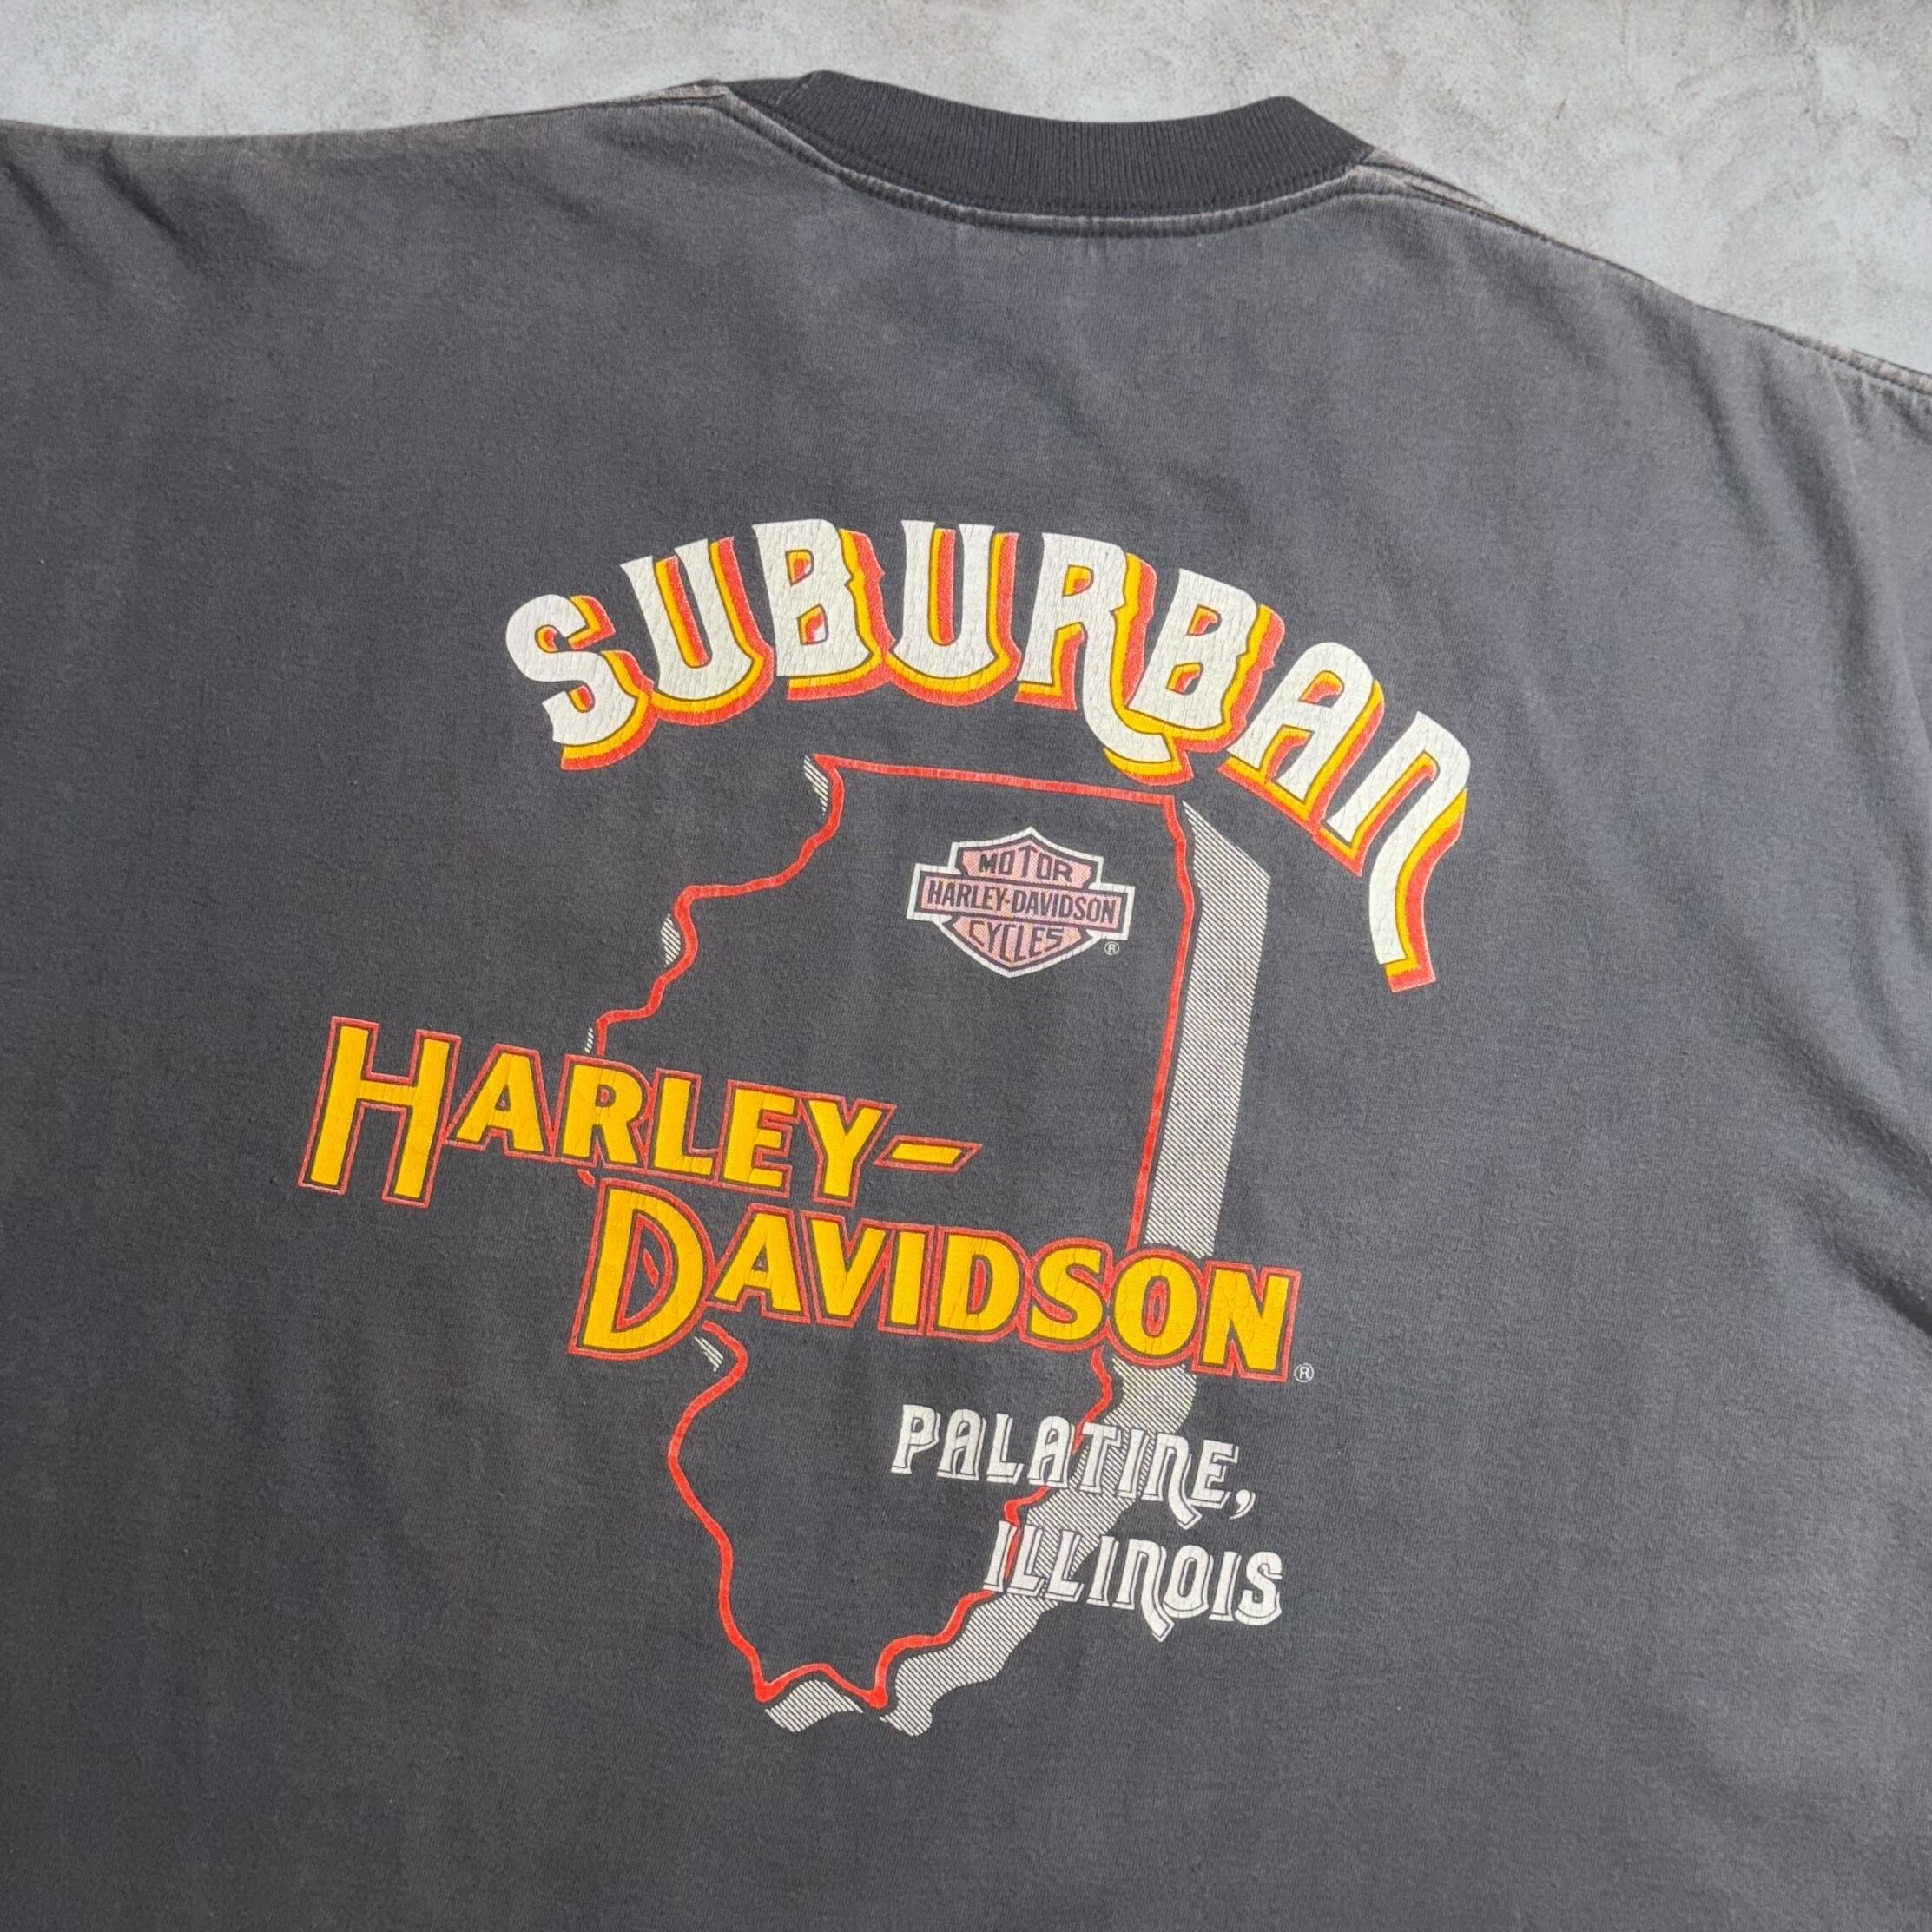 SUBURBAN
MOTOR
HARLEY-DAVIDSON
CYCLES
®
HARLEY-
DAVIDSON
®
PALATINE,
ILLINOIS